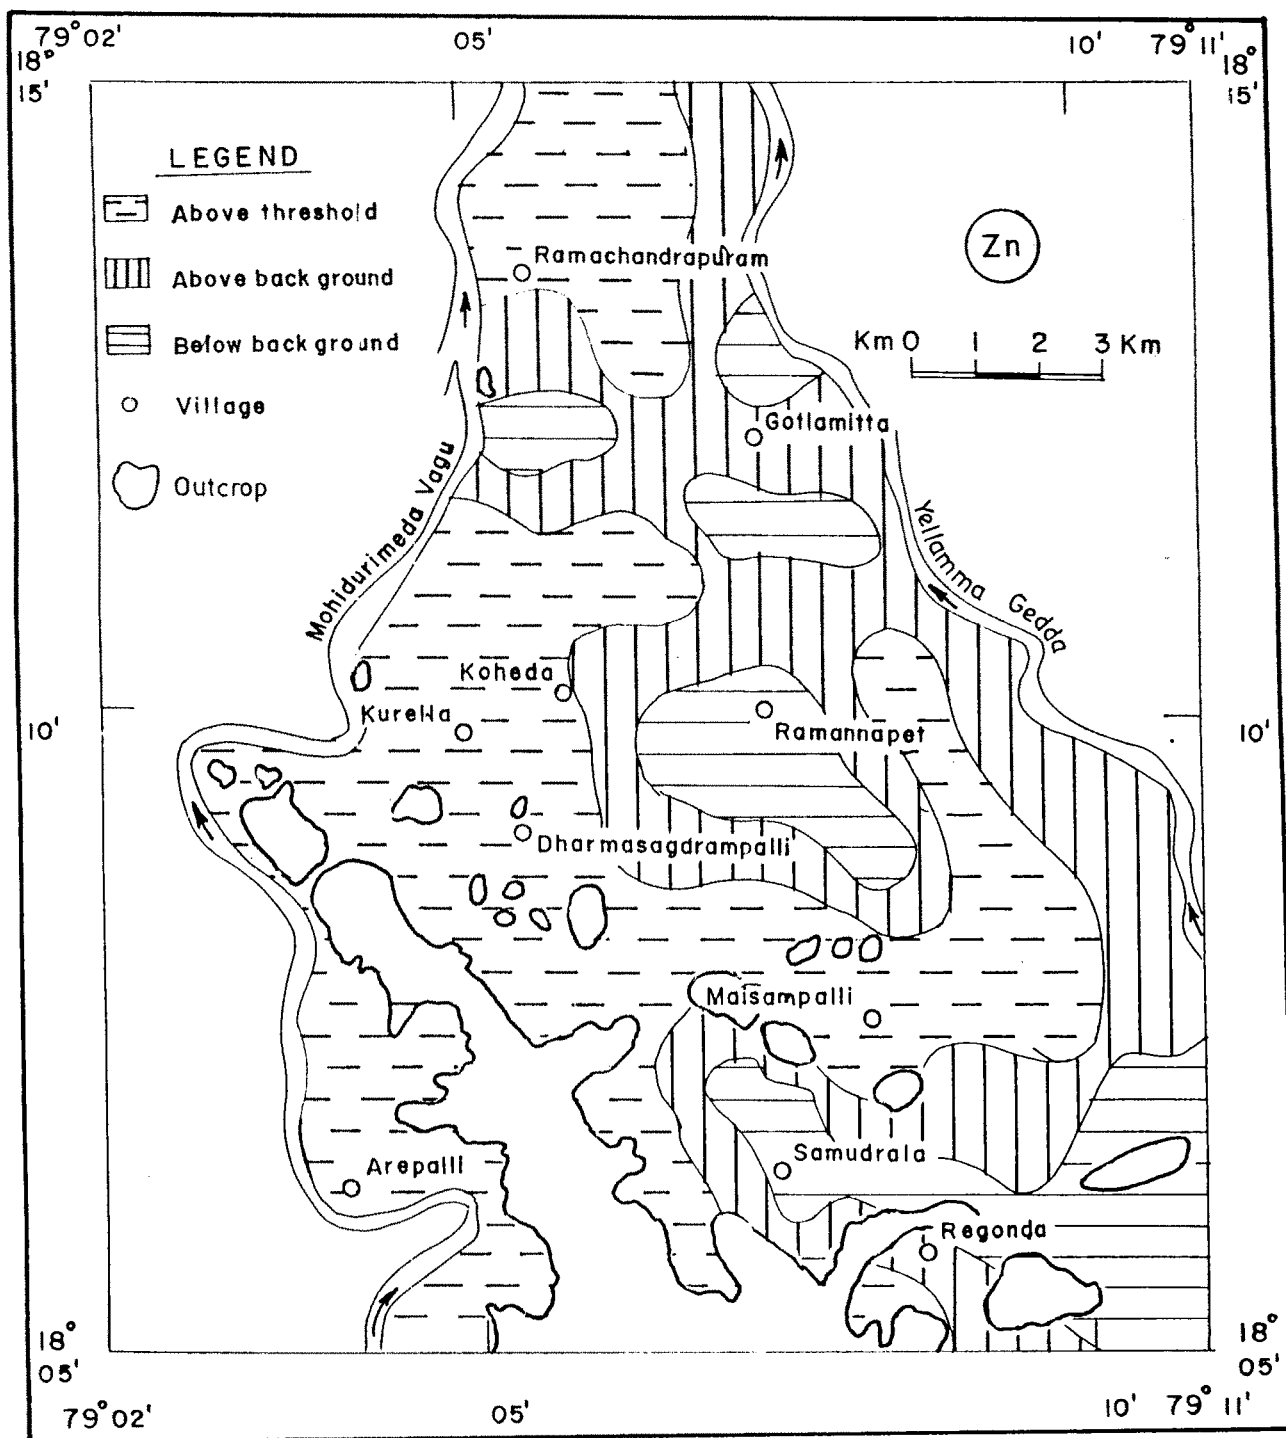 79° 02' 05' 10' 79° 11'
18° 18°
15' 15'
LEGEND
Above threshold
Above back ground
Below back ground
Village
Outcrop
Zn
Km 0 1 2 3 Km
Ramachandrapuram
Gotlamitta
Mohidurimeda Vagu
Yellamma Gedda
Koheda
Kurella
Ramannapet
10' 10'
Dharmasagdrampalli
Maisampalli
Samudrala
Arepalli
Regonda
18° 18°
05' 05'
79° 02' 05' 10' 79° 11'